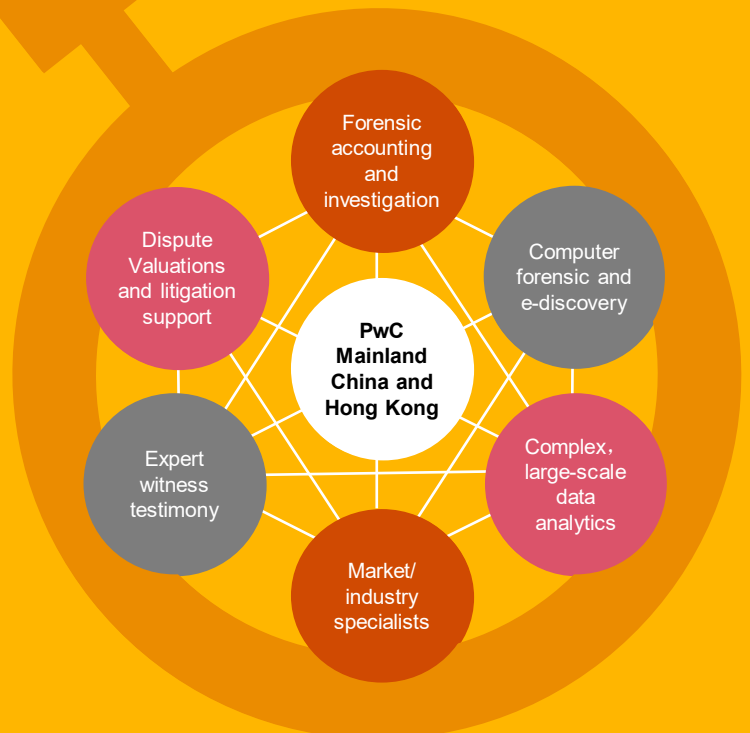 Forensic
accounting
and
investigation
Dispute
Valuations
and litigation
support
Computer
forensic and
e-discovery
PwC
Mainland
China and
Hong Kong
Expert
witness
testimony
Complex，
large-scale
data
analytics
Market/
industry
specialists